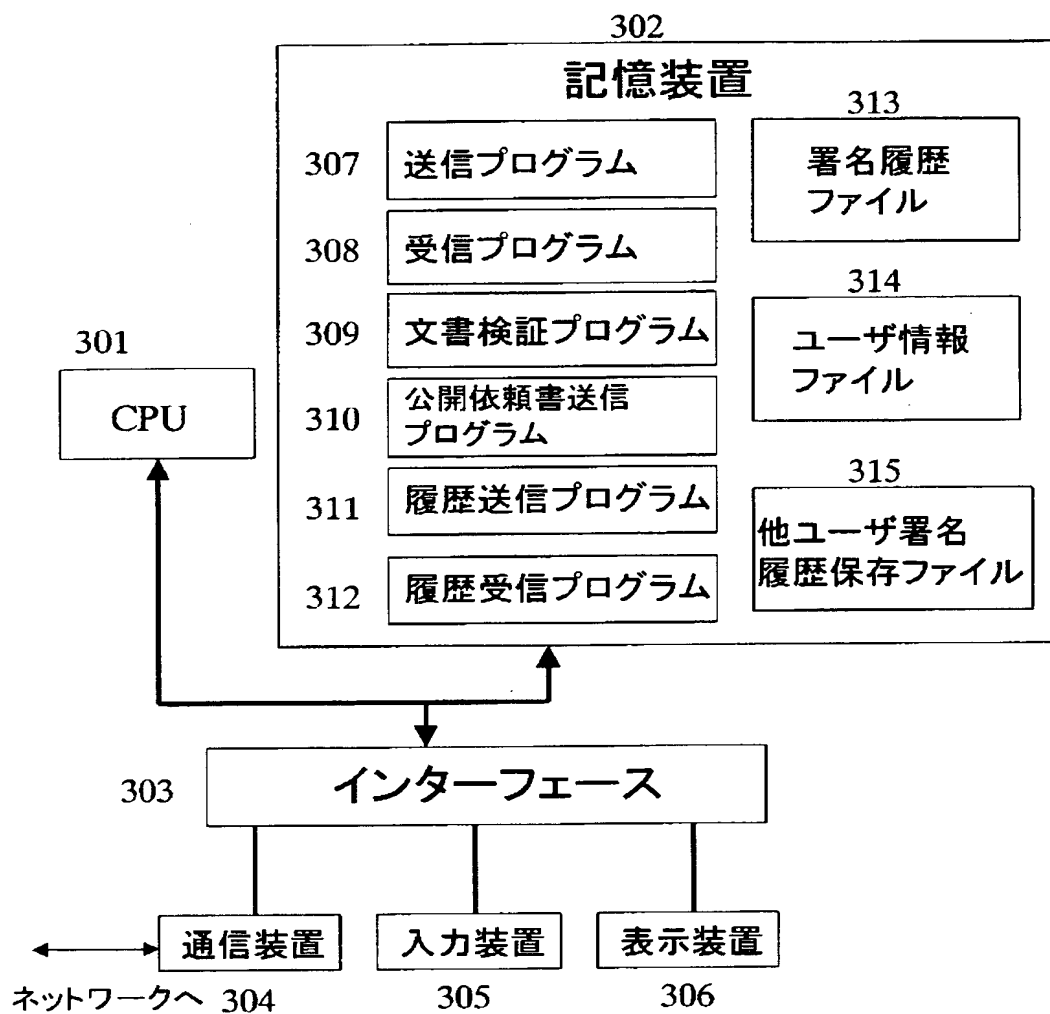 302
記憶装置
307
送信プログラム
308
受信プログラム
309
文書検証プログラム
310
公開依頼書送信
プログラム
311
履歴送信プログラム
312
履歴受信プログラム
313
署名履歴
ファイル
314
ユーザ情報
ファイル
315
他ユーザ署名
履歴保存ファイル
301
CPU
303
インターフェース
通信装置
入力装置
表示装置
ネットワークへ
304
305
306